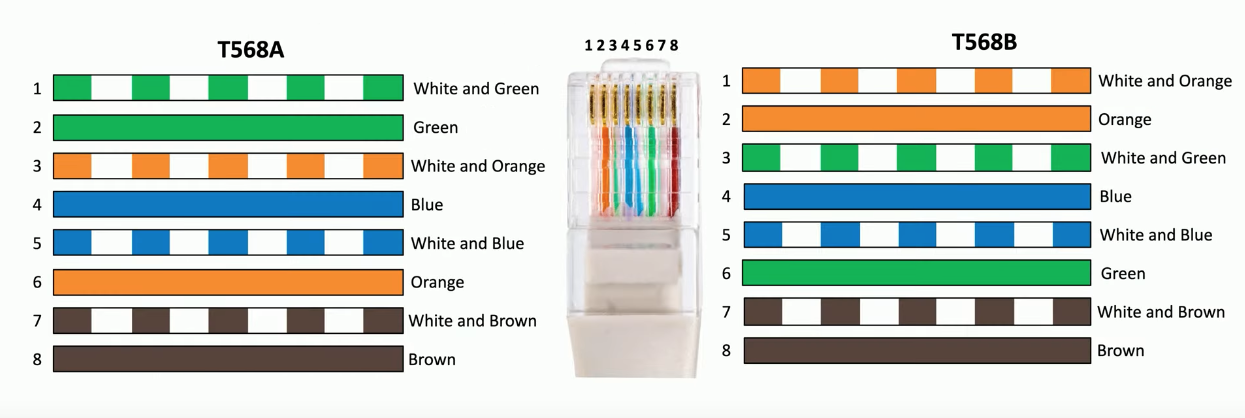 T568A
1 White and Green
2 Green
3 White and Orange
4 Blue
5 White and Blue
6 Orange
7 White and Brown
8 Brown
1 2 3 4 5 6 7 8
T568B
1 White and Orange
2 Orange
3 White and Green
4 Blue
5 White and Blue
6 Green
7 White and Brown
8 Brown